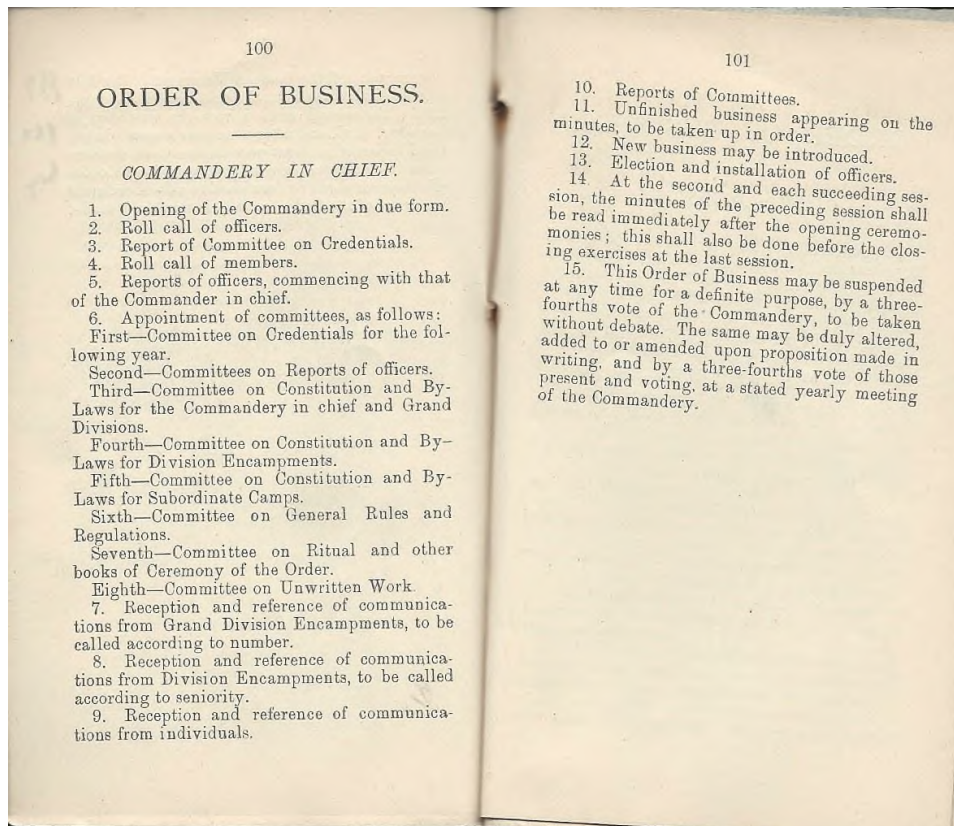 100
ORDER OF BUSINESS.
COMMANDERY IN CHIEF.
1. Opening of the Commandery in due form.
2. Roll call of officers.
3. Report of Committee on Credentials.
4. Roll call of members.
5. Reports of officers, commencing with that
of the Commander in chief.
6. Appointment of committees, as follows:
First—Committee on Credentials for the fol-
lowing year.
Second—Committees on Reports of officers.
Third—Committee on Constitution and By-
Laws for the Commandery in chief and Grand
Divisions.
Fourth—Committee on Constitution and By-
Laws for Division Encampments.
Fifth—Committee on Constitution and By-
Laws for Subordinate Camps.
Sixth—Committee on General Rules and
Regulations.
Seventh—Committee on Ritual and other
books of Ceremony of the Order.
Eighth—Committee on Unwritten Work.
7. Reception and reference of communica-
tions from Grand Division Encampments, to be
called according to number.
8. Reception and reference of communica-
tions from Division Encampments, to be called
according to seniority.
9. Reception and reference of communica-
tions from individuals.
101
10. Reports of Committees.
11. Unfinished business appearing on the
minutes, to be taken up in order.
12. New business may be introduced.
13. Election and installation of officers.
14. At the second and each succeeding ses-
sion, the minutes of the preceding session shall
be read immediately after the opening ceremo-
monies; this shall also be done before the clos-
ing exercises at the last session.
15. This Order of Business may be suspended
at any time for a definite purpose, by a three-
fourths vote of the Commandery, to be taken
without debate. The same may be duly altered,
added to or amended upon proposition made in
writing, and by a three-fourths vote of those
present and voting, at a stated yearly meeting
of the Commandery.